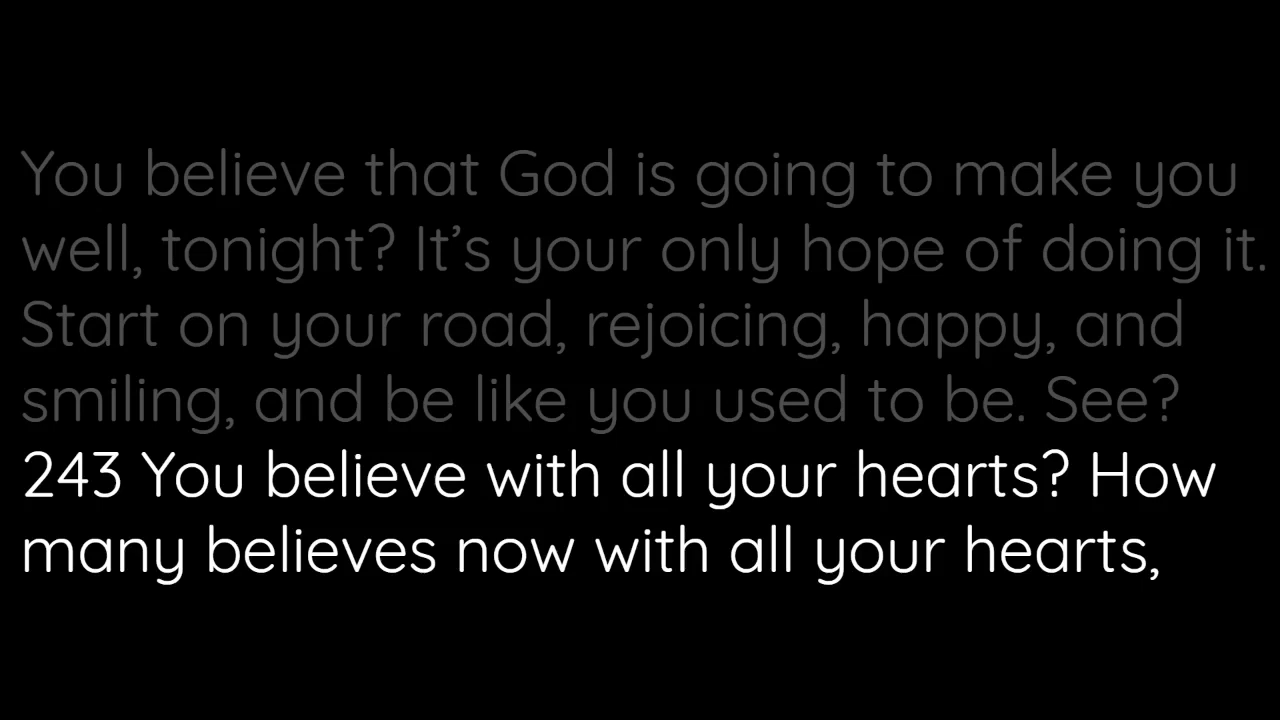 You believe that God is going to make you
well, tonight? It’s your only hope of doing it.
Start on your road, rejoicing, happy, and
smiling, and be like you used to be. See?
243 You believe with all your hearts? How
many believes now with all your hearts,